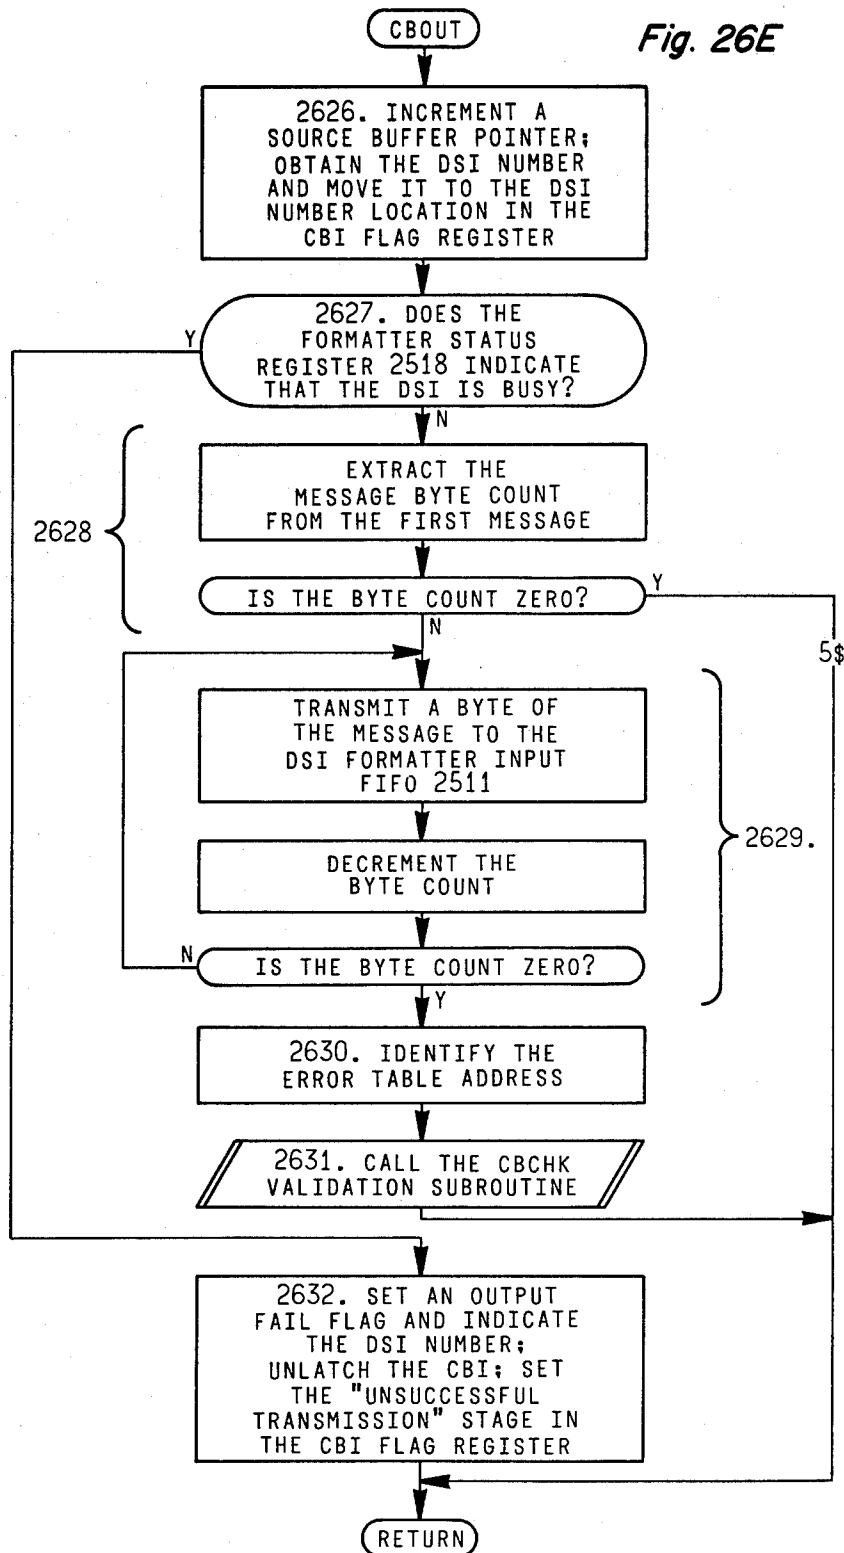 CBOUT
Fig. 26E
2626. INCREMENT A
SOURCE BUFFER POINTER;
OBTAIN THE DSI NUMBER
AND MOVE IT TO THE DSI
NUMBER LOCATION IN THE
CBI FLAG REGISTER
2627. DOES THE
FORMATTER STATUS
REGISTER 2518 INDICATE
THAT THE DSI IS BUSY?
Y
N
EXTRACT THE
MESSAGE BYTE COUNT
FROM THE FIRST MESSAGE
2628
IS THE BYTE COUNT ZERO?
Y
N
5$
TRANSMIT A BYTE OF
THE MESSAGE TO THE
DSI FORMATTER INPUT
FIFO 2511
2629.
DECREMENT THE
BYTE COUNT
N
IS THE BYTE COUNT ZERO?
Y
2630. IDENTIFY THE
ERROR TABLE ADDRESS
2631. CALL THE CBCHK
VALIDATION SUBROUTINE
2632. SET AN OUTPUT
FAIL FLAG AND INDICATE
THE DSI NUMBER;
UNLATCH THE CBI; SET
THE "UNSUCCESSFUL
TRANSMISSION" STAGE IN
THE CBI FLAG REGISTER
RETURN